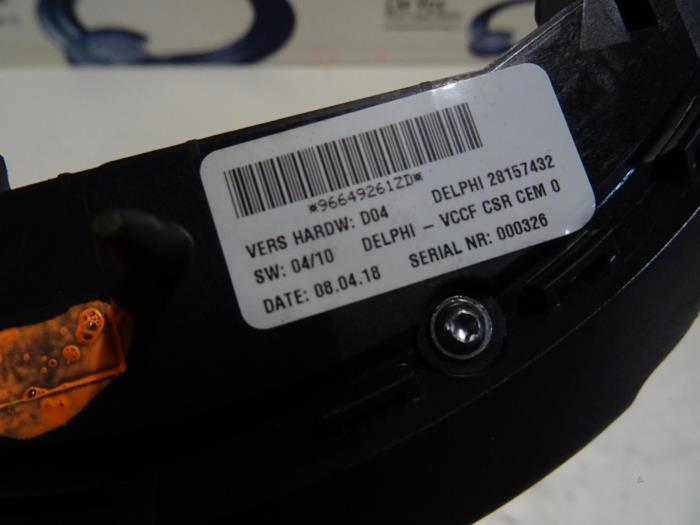 *96649261ZD*
VERS HARDW: D04 DELPHI 28157432
SW: 04/10 DELPHI - VCCF CSR CEM 0
DATE: 08.04.18 SERIAL NR: 000326